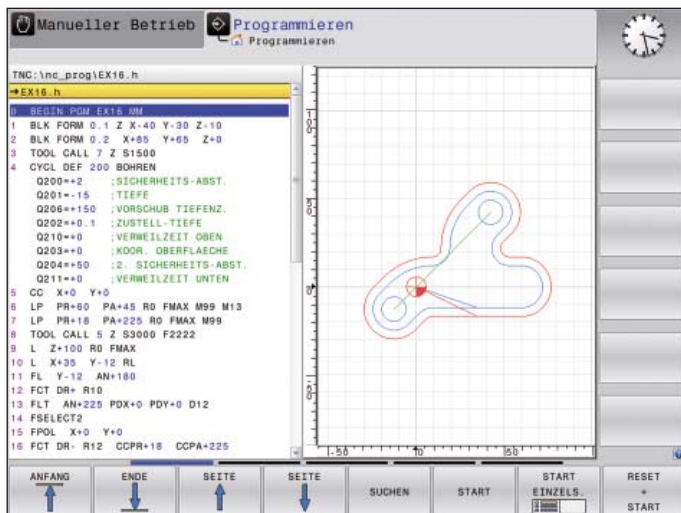 Manueller Betrieb
Programmieren
Programmieren
TNC:\nc_prog\EX16.h
→EX16.h
0 BEGIN PGM EX16 MM
1 BLK FORM 0.1 Z X-40 Y-30 Z-10
2 BLK FORM 0.2 X+85 Y+65 Z+0
3 TOOL CALL 7 Z S1500
4 CYCL DEF 200 BOHREN
Q200=+2 ;SICHERHEITS-ABST.
Q201=-15 ;TIEFE
Q206=+150 ;VORSCHUB TIEFENZ.
Q202=+0.1 ;ZUSTELL-TIEFE
Q210=+0 ;VERWEILZEIT OBEN
Q203=+0 ;KOOR. OBERFLAECHE
Q204=+50 ;2. SICHERHEITS-ABST.
Q211=+0 ;VERWEILZEIT UNTEN
5 CC X+0 Y+0
6 LP PR+60 PA+45 R0 FMAX M99 M13
7 LP PR+18 PA+225 R0 FMAX M99
8 TOOL CALL 5 Z S3000 F2222
9 L Z+100 R0 FMAX
10 L X+35 Y-12 RL
11 FL Y-12 AN+180
12 FCT DR+ R10
13 FLT AN+225 PDX+0 PDY+0 D12
14 FSELECT2
15 FPOL X+0 Y+0
16 FCT DR- R12 CCPR+18 CCPA+225
100
50
0
-50
-50 0 50
ANFANG
ENDE
SEITE
SEITE
SUCHEN
START
START EINZELS.
RESET + START